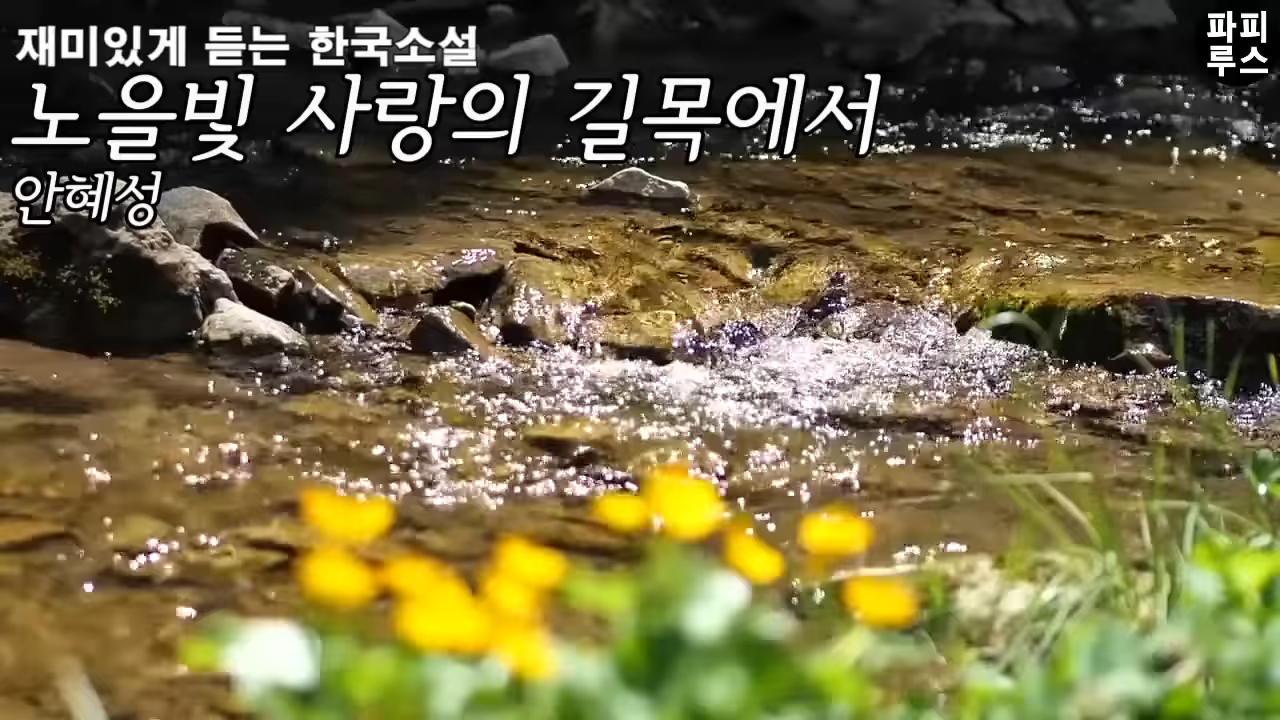 재미있게 듣는 한국소설
노을빛 사랑의 길목에서
안혜성
파피
루스